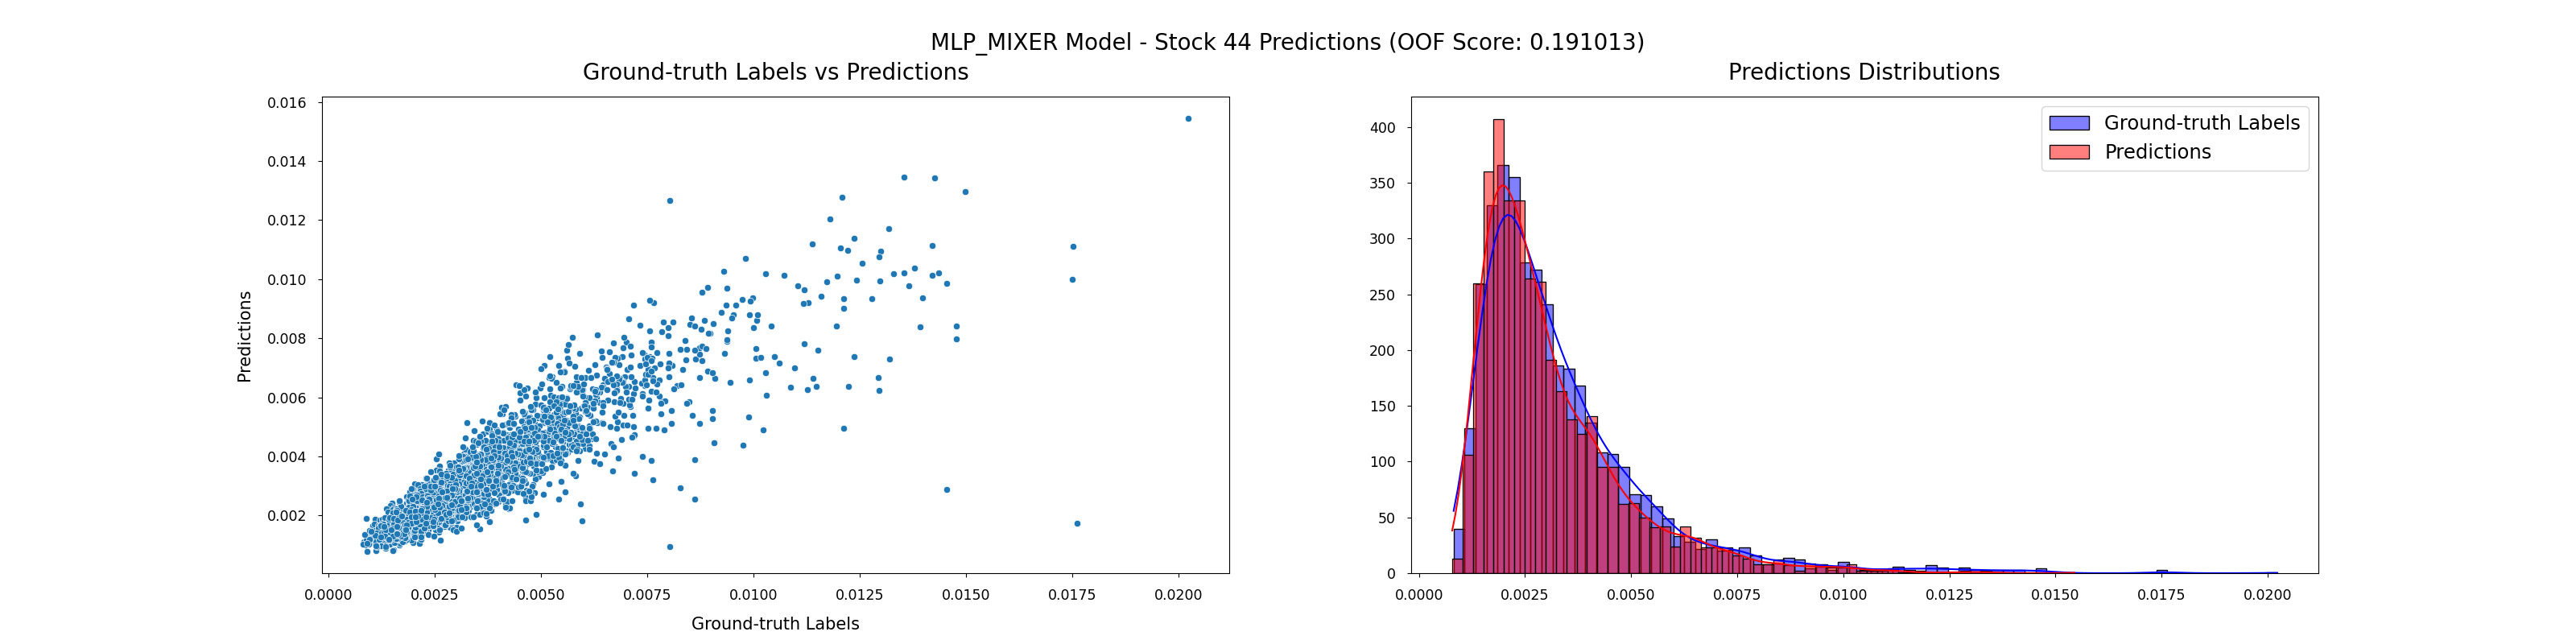 MLP_MIXER Model - Stock 44 Predictions (OOF Score: 0.191013)
Ground-truth Labels vs Predictions
0.016
0.014
0.012
0.010
0.008
0.006
0.004
0.002
Predictions
0.0000 0.0025 0.0050 0.0075 0.0100 0.0125 0.0150 0.0175 0.0200
Ground-truth Labels
Predictions Distributions
Ground-truth Labels
Predictions
400
350
300
250
200
150
100
50
0
0.0000 0.0025 0.0050 0.0075 0.0100 0.0125 0.0150 0.0175 0.0200